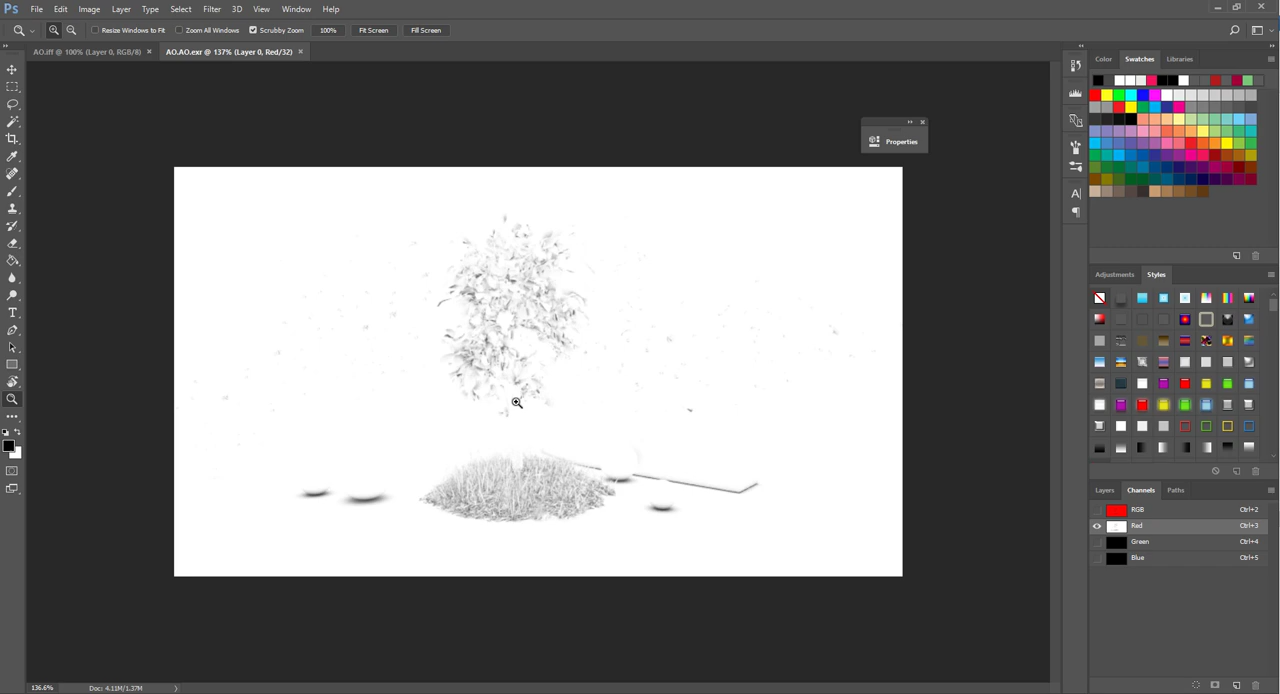 Ps File Edit Image Layer Type Select Filter 3D View Window Help
Resize Windows to Fit Zoom All Windows Scrubby Zoom 100% Fit Screen Fill Screen
AO.iff @ 100% (Layer 0, RGB/8) × AO.AO.exr @ 137% (Layer 0, Red/32) ×
Color Swatches Libraries
Properties
Adjustments Styles
Layers Channels Paths
RGB Ctrl+2
Red Ctrl+3
Green Ctrl+4
Blue Ctrl+5
136.6% Doc: 4.11M/1.37M